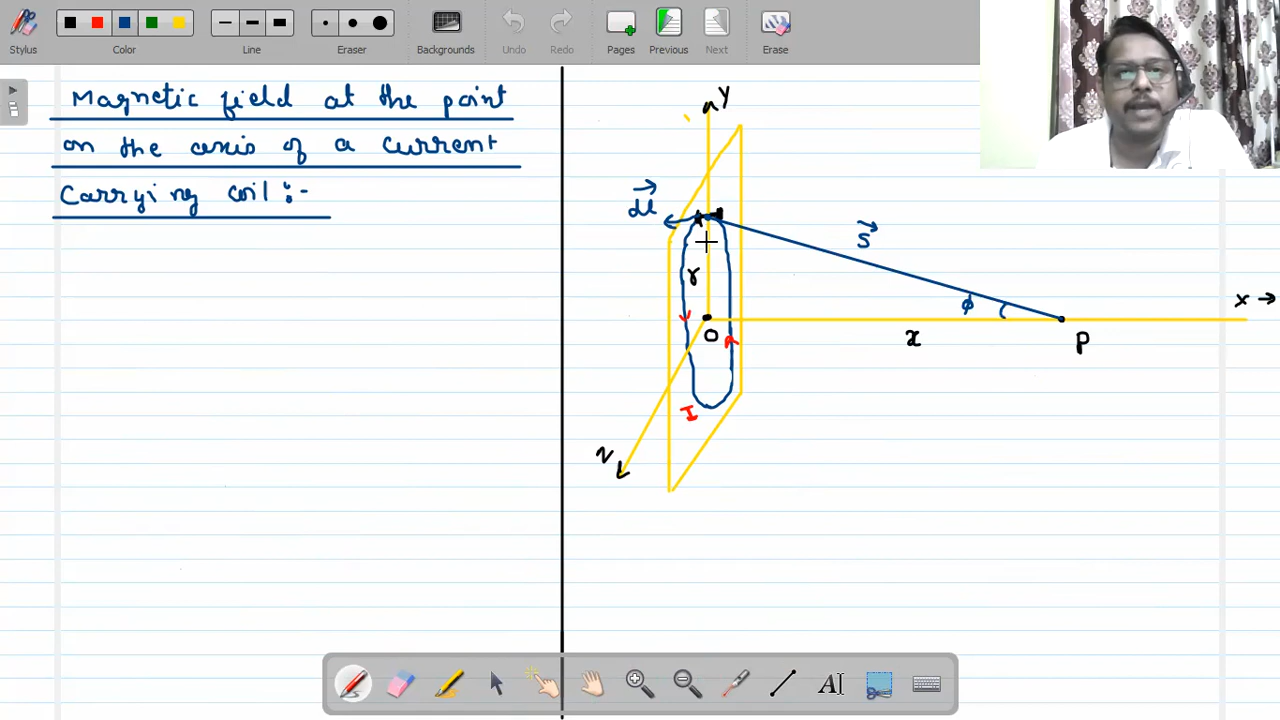 Stylus
Color
Line
Eraser
Backgrounds
Undo
Redo
Pages
Previous
Next
Erase
Magnetic field at the point
on the axis of a current
Carrying coil :-
Y
dl
S
r
ϕ
X →
O
x
P
I
Z
A